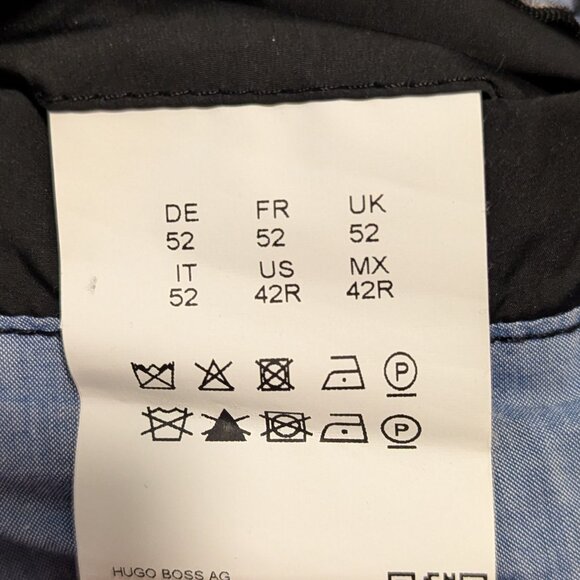 DE FR UK
52 52 52
IT US MX
52 42R 42R
P
P
HUGO BOSS AG